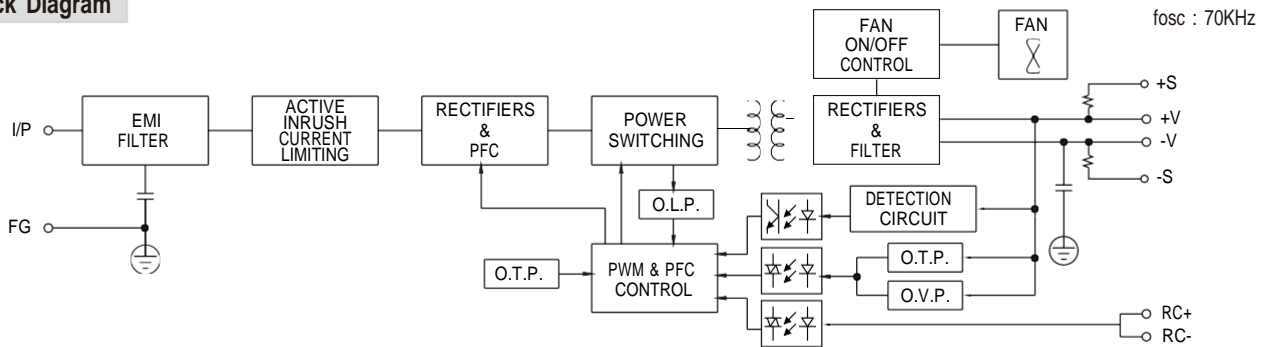 Diagram
fosc : 70KHz
I/P
EMI
FILTER
ACTIVE
INRUSH
CURRENT
LIMITING
RECTIFIERS
&
PFC
POWER
SWITCHING
FAN
ON/OFF
CONTROL
FAN
RECTIFIERS
&
FILTER
+S
+V
-V
-S
FG
O.L.P.
DETECTION
CIRCUIT
O.T.P.
PWM & PFC
CONTROL
O.T.P.
O.V.P.
RC+
RC-